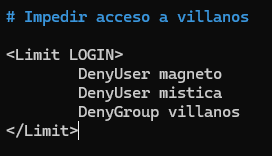 # Impedir acceso a villanos

<Limit LOGIN>
        DenyUser magneto
        DenyUser mistica
        DenyGroup villanos
</Limit>